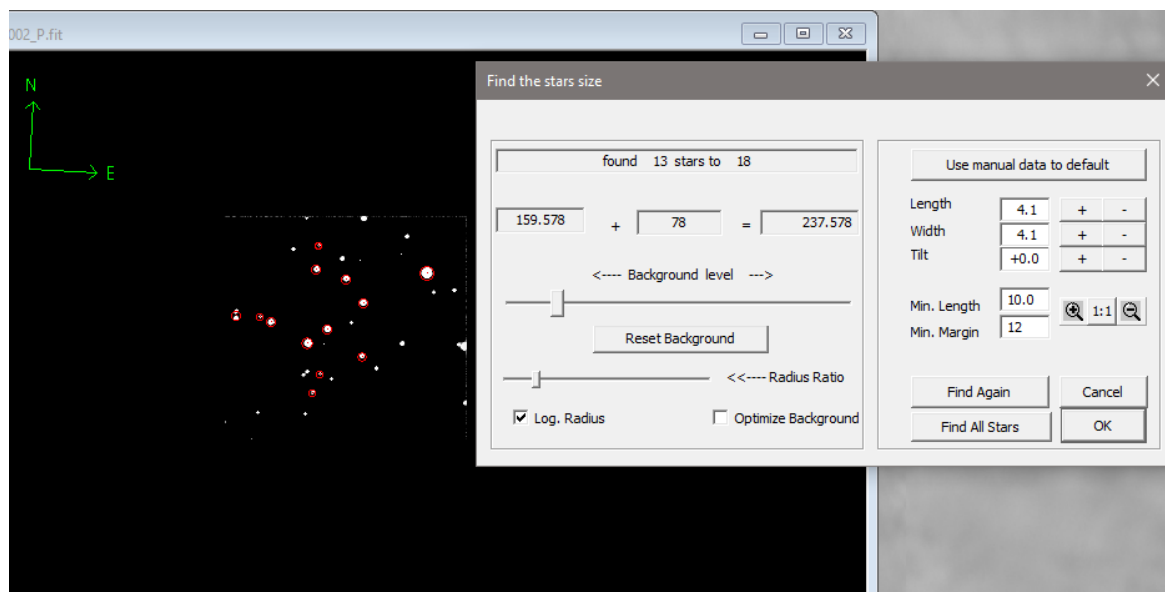 002_P.fit
N
E
Find the stars size
found 13 stars to 18
159.578 + 78 = 237.578
<---- Background level --->
Reset Background
<<---- Radius Ratio
Log. Radius
Optimize Background
Use manual data to default
Length 4.1 + -
Width 4.1 + -
Tilt +0.0 + -
Min. Length 10.0
1:1
Min. Margin 12
Find Again
Cancel
Find All Stars
OK